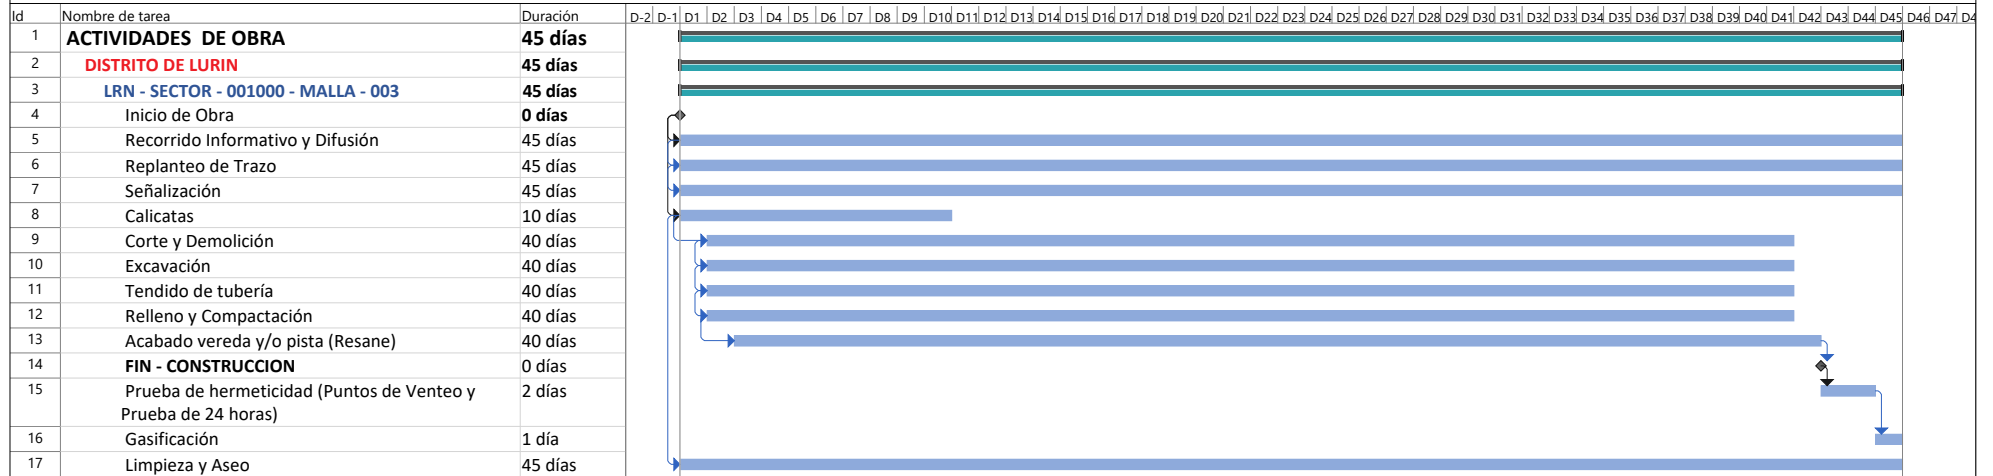 Id Nombre de tarea Duración D-2 D-1 D1 D2 D3 D4 D5 D6 D7 D8 D9 D10 D11 D12 D13 D14 D15 D16 D17 D18 D19 D20 D21 D22 D23 D24 D25 D26 D27 D28 D29 D30 D31 D32 D33 D34 D35 D36 D37 D38 D39 D40 D41 D42 D43 D44 D45 D46 D47 D4
1 ACTIVIDADES DE OBRA 45 días
2 DISTRITO DE LURIN 45 días
3 LRN - SECTOR - 001000 - MALLA - 003 45 días
4 Inicio de Obra 0 días
5 Recorrido Informativo y Difusión 45 días
6 Replanteo de Trazo 45 días
7 Señalización 45 días
8 Calicatas 10 días
9 Corte y Demolición 40 días
10 Excavación 40 días
11 Tendido de tubería 40 días
12 Relleno y Compactación 40 días
13 Acabado vereda y/o pista (Resane) 40 días
14 FIN - CONSTRUCCION 0 días
15 Prueba de hermeticidad (Puntos de Venteo y 2 días
Prueba de 24 horas)
16 Gasificación 1 día
17 Limpieza y Aseo 45 días